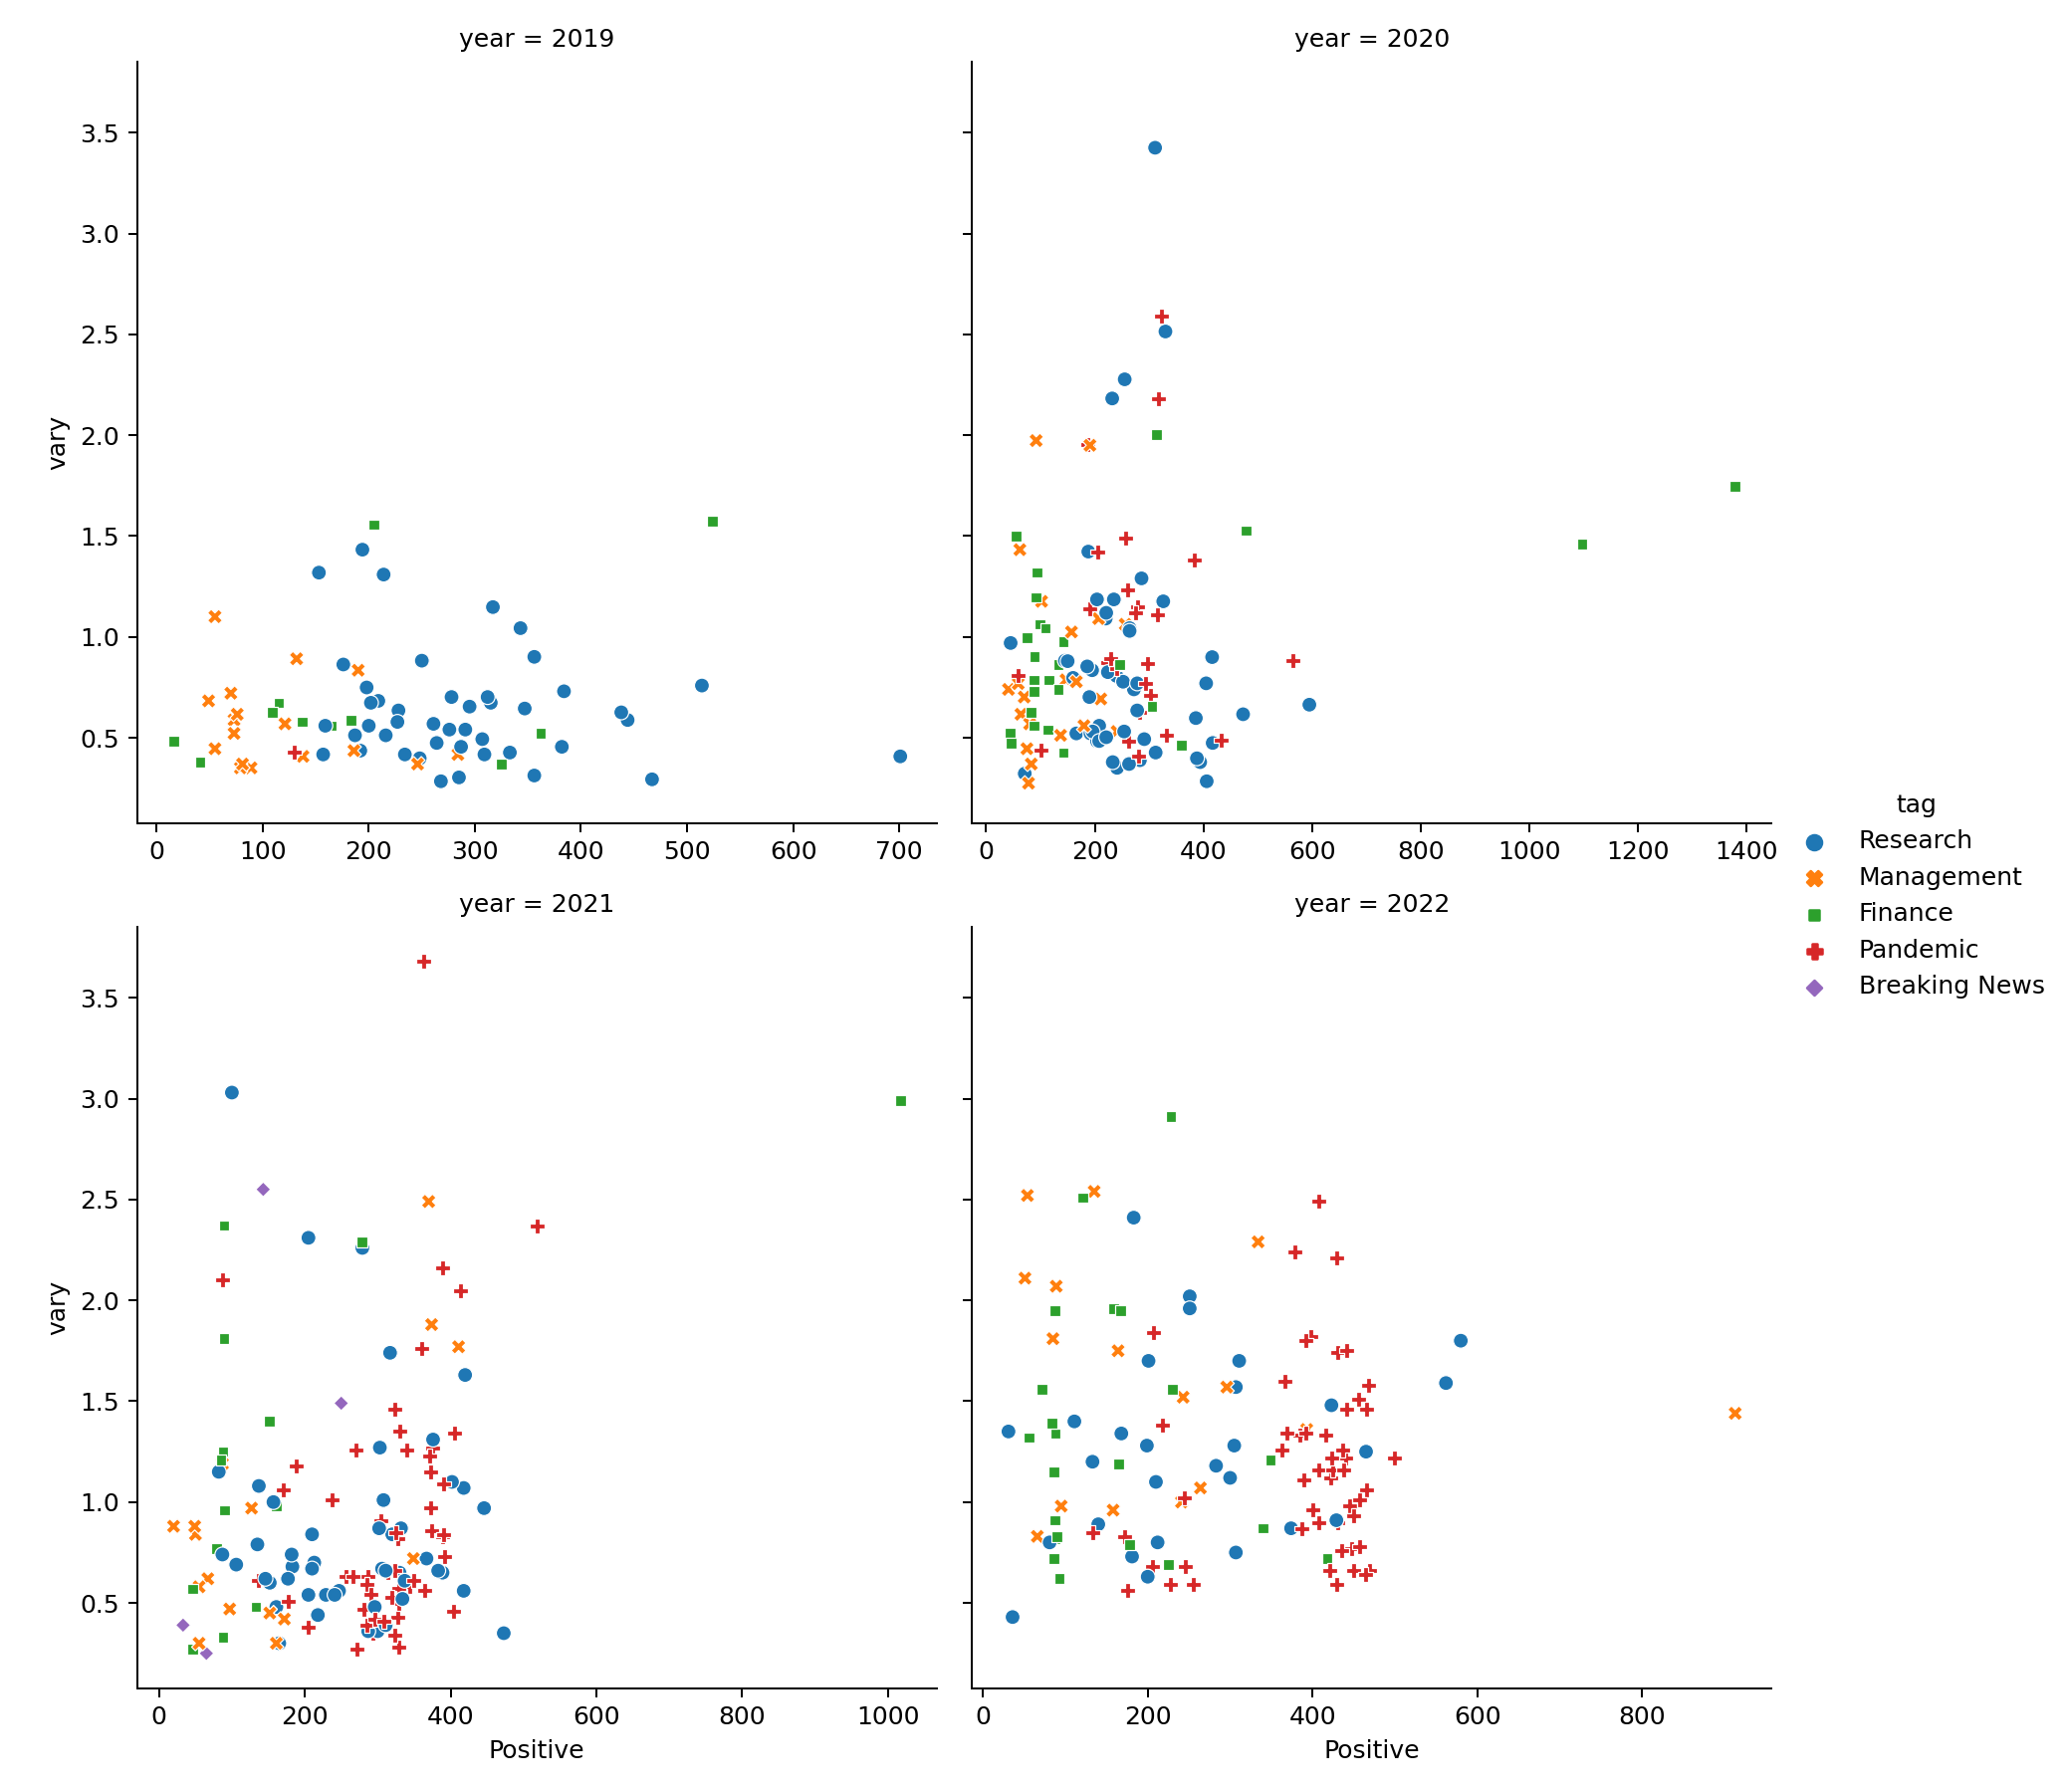 year = 2019
year = 2020
3.5
3.0
2.5
2.0
1.5
1.0
0.5
vary
0 100 200 300 400 500 600 700
0 200 400 600 800 1000 1200 1400
tag
Research
Management
Finance
Pandemic
Breaking News
year = 2021
year = 2022
3.5
3.0
2.5
2.0
1.5
1.0
0.5
vary
0 200 400 600 800 1000
0 200 400 600 800
Positive
Positive